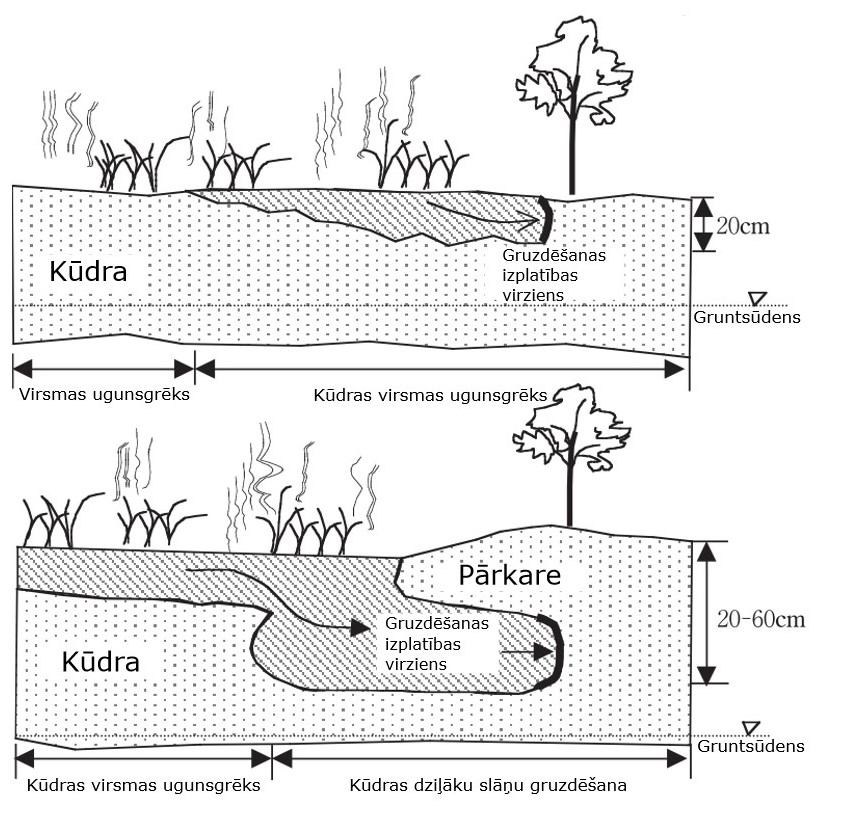 20cm
Kūdra
Gruzdēšanas
izplatības
virziens
Gruntsūdens
Virsmas ugunsgrēks
Kūdras virsmas ugunsgrēks
Pārkare
20-60cm
Gruzdēšanas
izplatības
virziens
Kūdra
Gruntsūdens
Kūdras virsmas ugunsgrēks
Kūdras dziļāku slāņu gruzdēšana